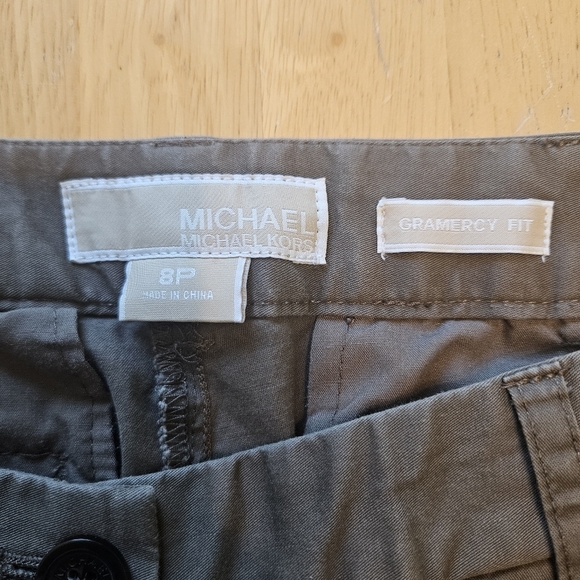 MICHAEL
MICHAEL KORS
GRAMERCY FIT
8P
MADE IN CHINA